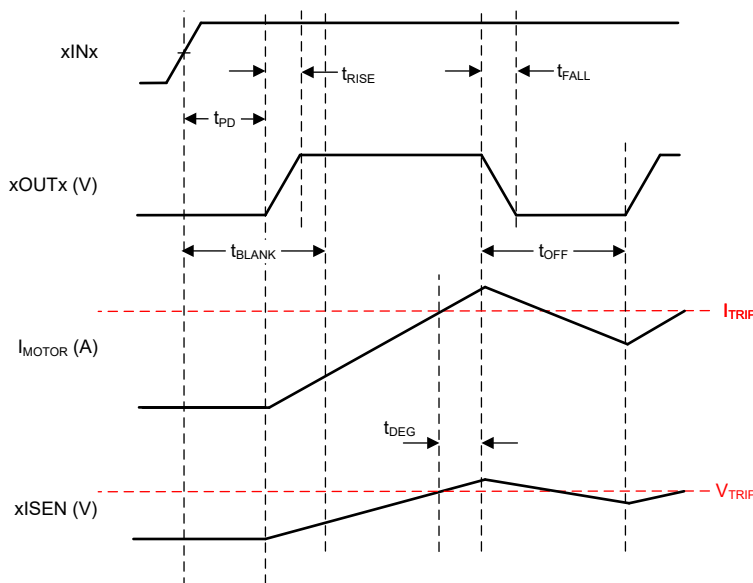 xINx
tRISE
tFALL
tPD
xOUTx (V)
tBLANK
tOFF
ITRIP
IMOTOR (A)
tDEG
VTRIP
xISEN (V)